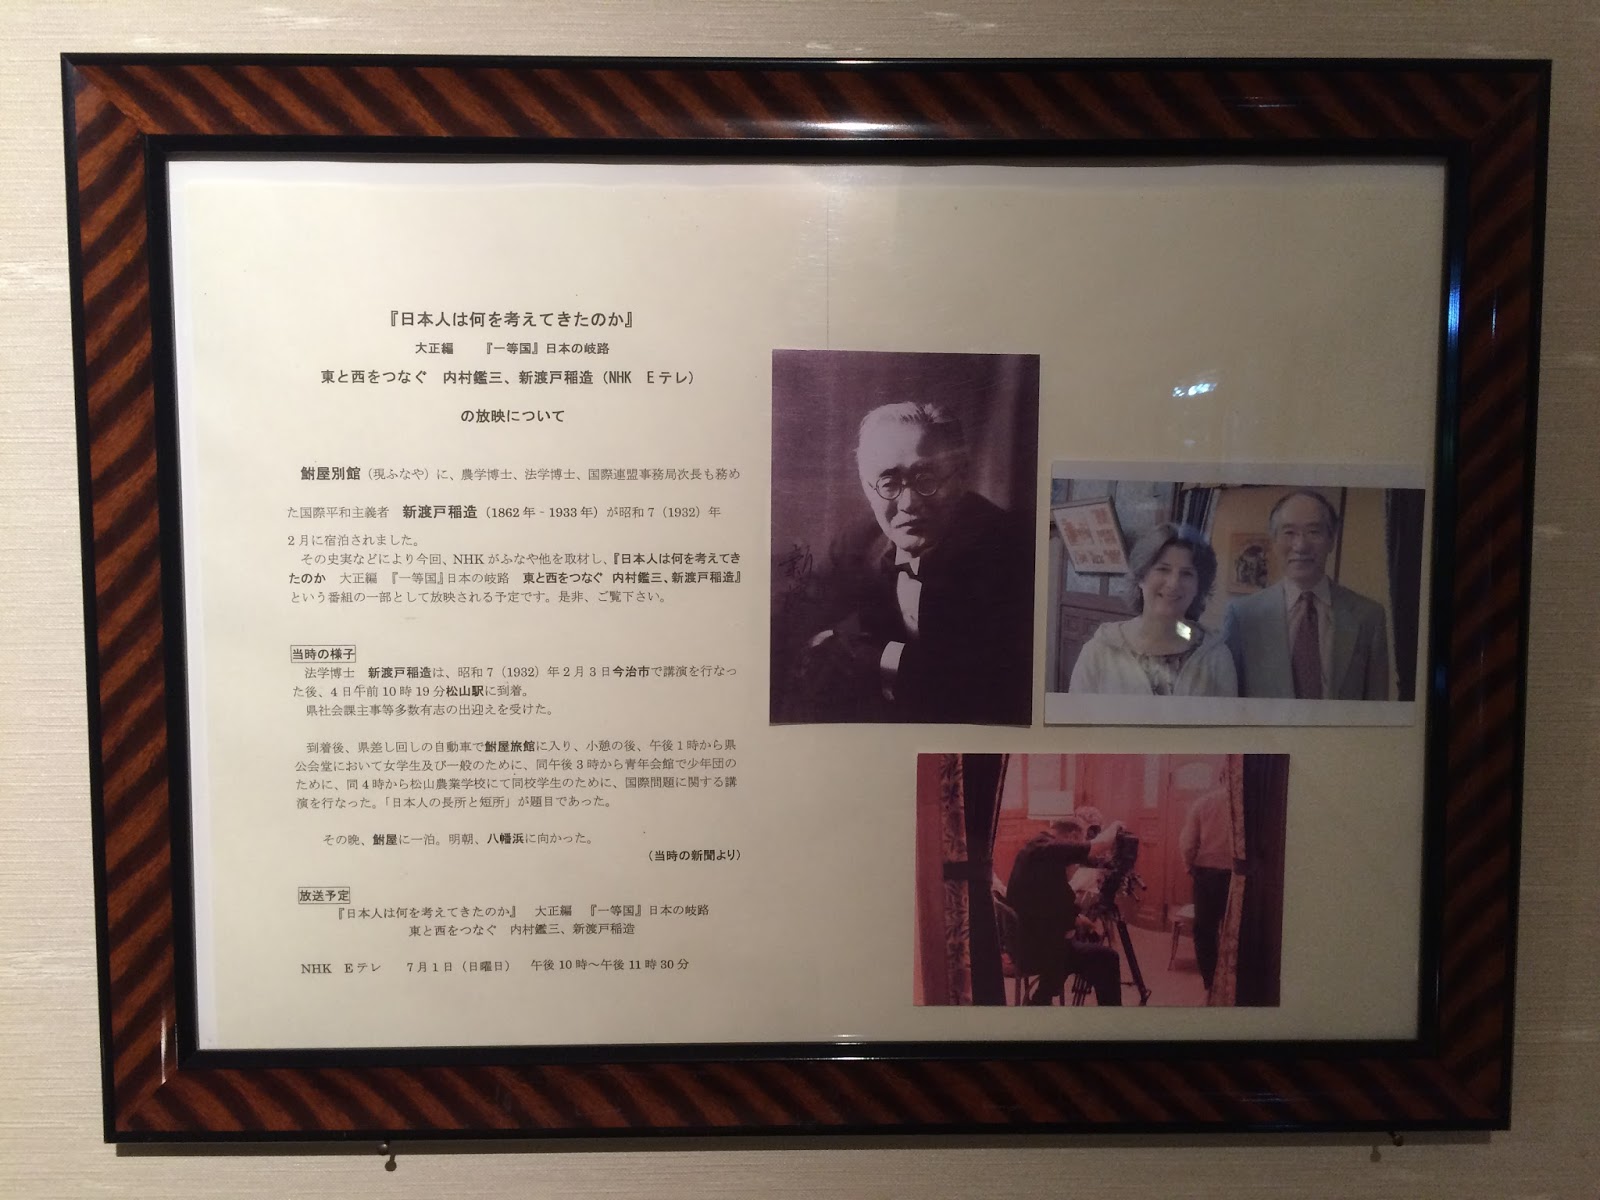 『日本人は何を考えてきたのか』
大正編　『一等国』日本の岐路
東と西をつなぐ　内村鑑三、新渡戸稲造（NHK　Eテレ）
の放映について
鮒屋別館（現ふなや）に、農学博士、法学博士、国際連盟事務局次長も務め
た国際平和主義者　新渡戸稲造（1862年‐1933年）が昭和7（1932）年
2月に宿泊されました。
その史実などにより今回、NHKがふなや他を取材し、『日本人は何を考えてき
たのか　大正編　『一等国』日本の岐路　東と西をつなぐ　内村鑑三、新渡戸稲造』
という番組の一部として放映される予定です。是非、ご覧下さい。
当時の様子
法学博士　新渡戸稲造は、昭和7（1932）年2月3日今治市で講演を行なっ
た後、4日午前10時19分松山駅に到着。
県社会課主事等多数有志の出迎えを受けた。
到着後、県差し回しの自動車で鮒屋旅館に入り、小憩の後、午後1時から県
公会堂において女学生及び一般のために、同午後3時から青年会館で少年団の
ために、同4時から松山農業学校にて同校学生のために、国際問題に関する講
演を行なった。「日本人の長所と短所」が題目であった。
その晩、鮒屋に一泊。明朝、八幡浜に向かった。
（当時の新聞より）
放送予定
『日本人は何を考えてきたのか』　大正編　『一等国』日本の岐路
東と西をつなぐ　内村鑑三、新渡戸稲造
NHK　Eテレ　7月1日（日曜日）　午後10時～午後11時30分